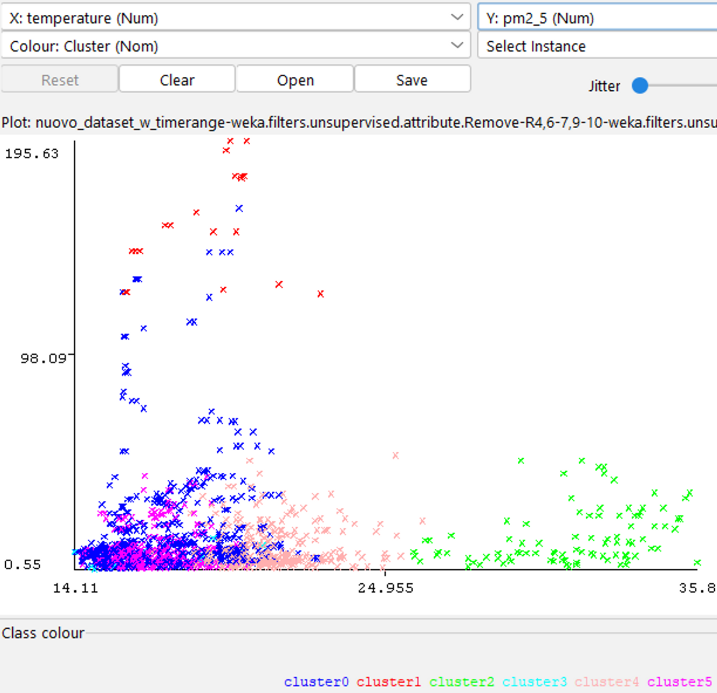 X: temperature (Num) Y: pm2_5 (Num)
Colour: Cluster (Nom) Select Instance
Reset Clear Open Save Jitter
Plot: nuovo_dataset_w_timerange-weka.filters.unsupervised.attribute.Remove-R4,6-7,9-10-weka.filters.unsu
195.63
98.09
0.55
14.11 24.955 35.8
Class colour
cluster0 cluster1 cluster2 cluster3 cluster4 cluster5